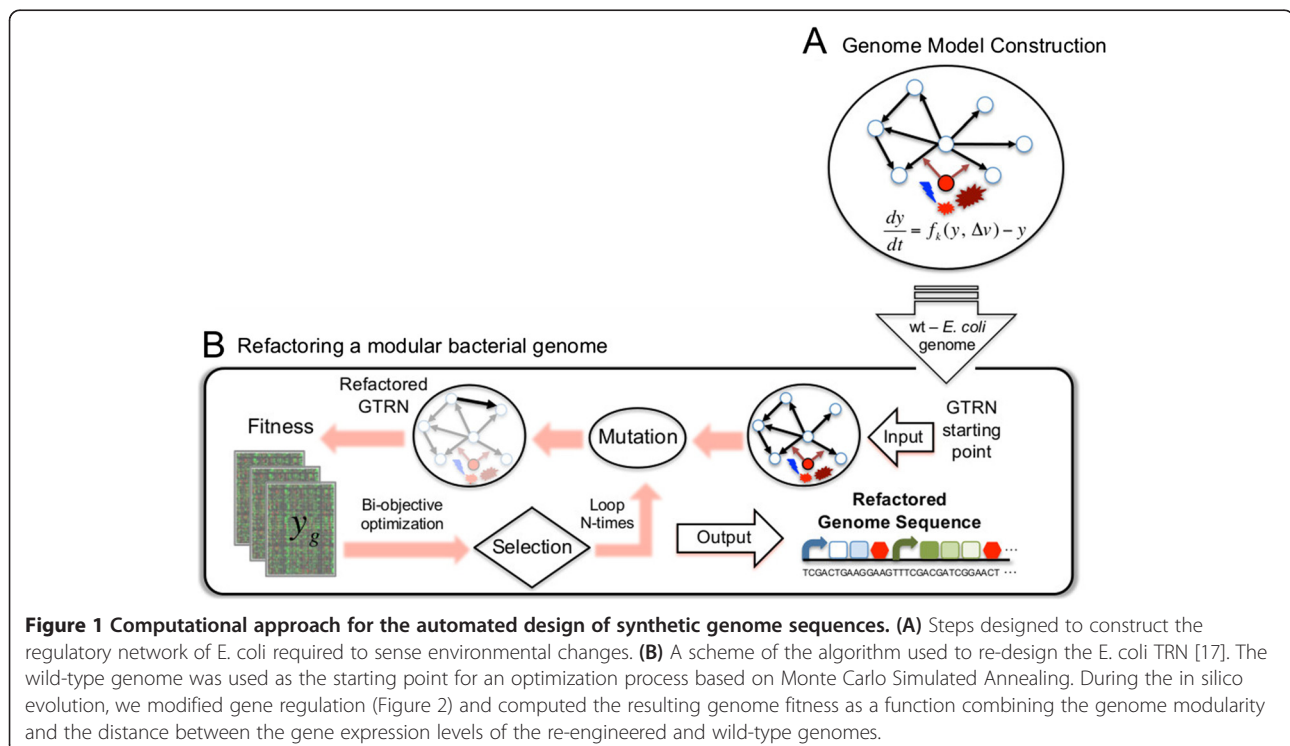 A Genome Model Construction
dy/dt = f_k(y, Δv) – y
wt – E. coli
genome
B Refactoring a modular bacterial genome
Refactored
GTRN
Fitness
Mutation
Input
GTRN
starting
point
y_g
Bi-objective
optimization
Selection
Loop
N-times
Output
Refactored
Genome Sequence
...
TCGACTGAAGGAAGTTTCGACGATCGGAACT ...
Figure 1 Computational approach for the automated design of synthetic genome sequences. (A) Steps designed to construct the
regulatory network of E. coli required to sense environmental changes. (B) A scheme of the algorithm used to re-design the E. coli TRN [17]. The
wild-type genome was used as the starting point for an optimization process based on Monte Carlo Simulated Annealing. During the in silico
evolution, we modified gene regulation (Figure 2) and computed the resulting genome fitness as a function combining the genome modularity
and the distance between the gene expression levels of the re-engineered and wild-type genomes.